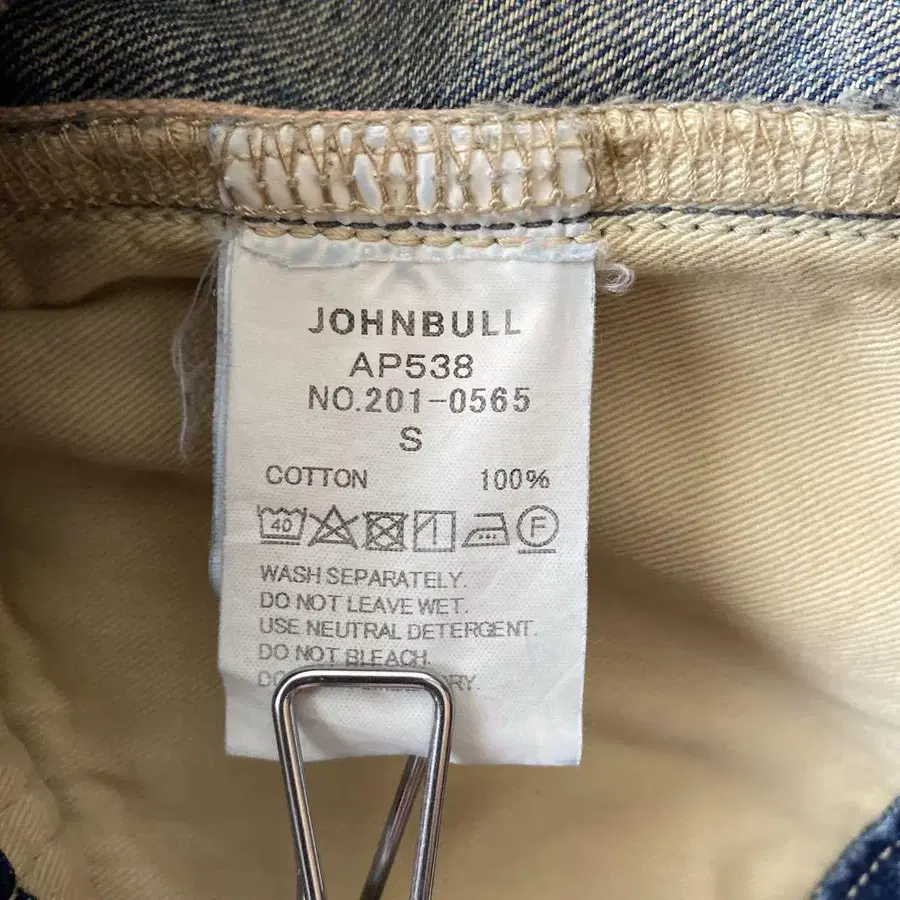 JOHNBULL
AP538
NO.201-0565
S
COTTON 100%
40 F
WASH SEPARATELY.
DO NOT LEAVE WET.
USE NEUTRAL DETERGENT.
DO NOT BLEACH.